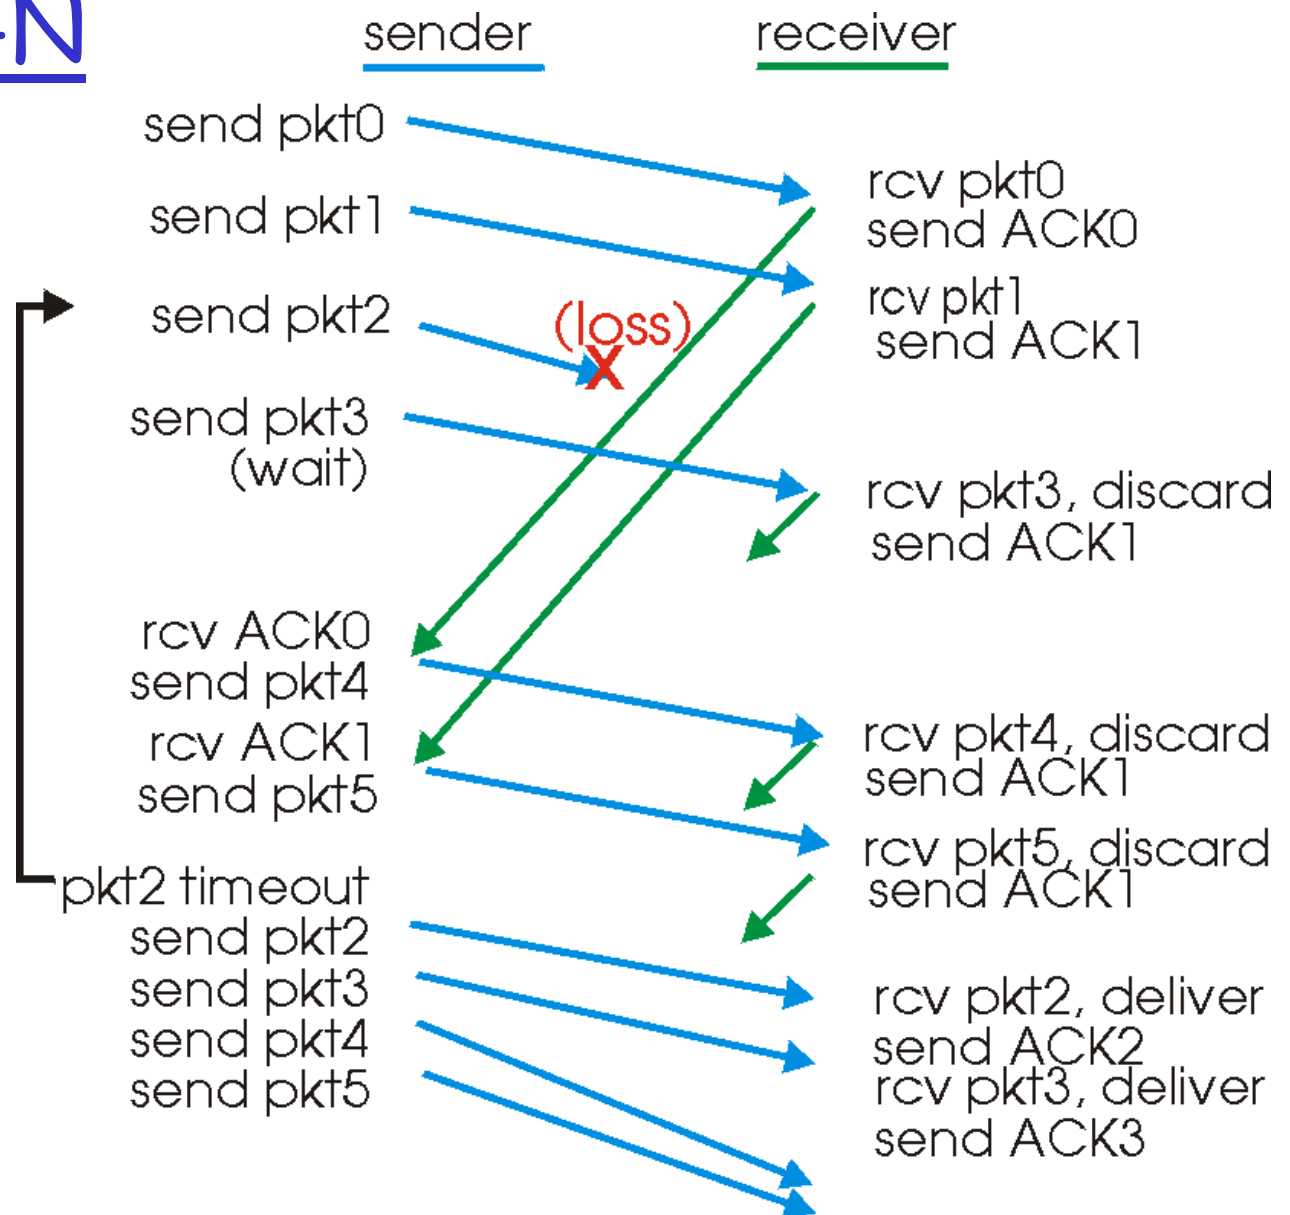 -N
sender
receiver
send pkt0
rcv pkt0
send ACK0
send pkt1
rcv pkt1
send ACK1
send pkt2
(loss)
X
send pkt3
(wait)
rcv pkt3, discard
send ACK1
rcv ACK0
send pkt4
rcv ACK1
send pkt5
rcv pkt4, discard
send ACK1
rcv pkt5, discard
send ACK1
pkt2 timeout
send pkt2
send pkt3
send pkt4
send pkt5
rcv pkt2, deliver
send ACK2
rcv pkt3, deliver
send ACK3